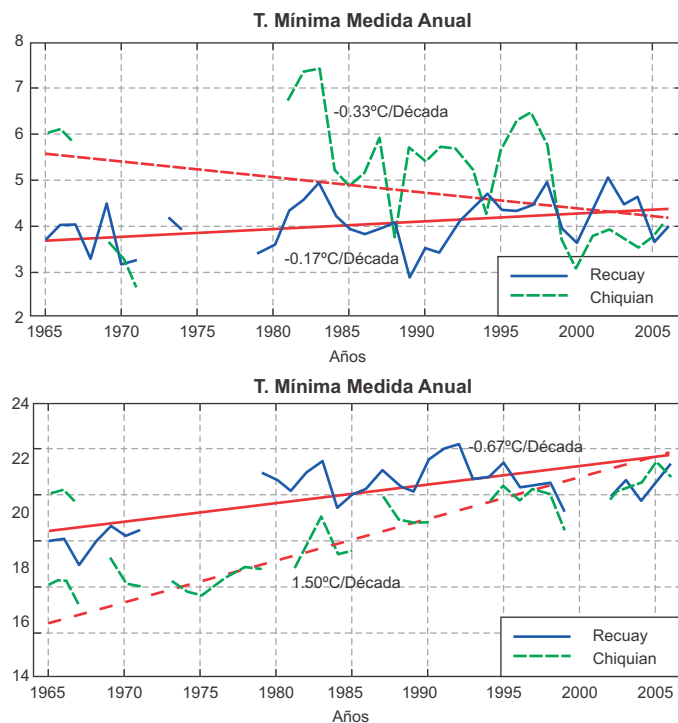 T. Mínima Medida Anual
8
7
6
5
4
3
2
-0.33ºC/Década
-0.17ºC/Década
Recuay
Chiquian
1965 1970 1975 1980 1985 1990 1995 2000 2005
Años
T. Mínima Medida Anual
24
22
20
18
16
14
-0.67ºC/Década
1.50ºC/Década
Recuay
Chiquian
1965 1970 1975 1980 1985 1990 1995 2000 2005
Años